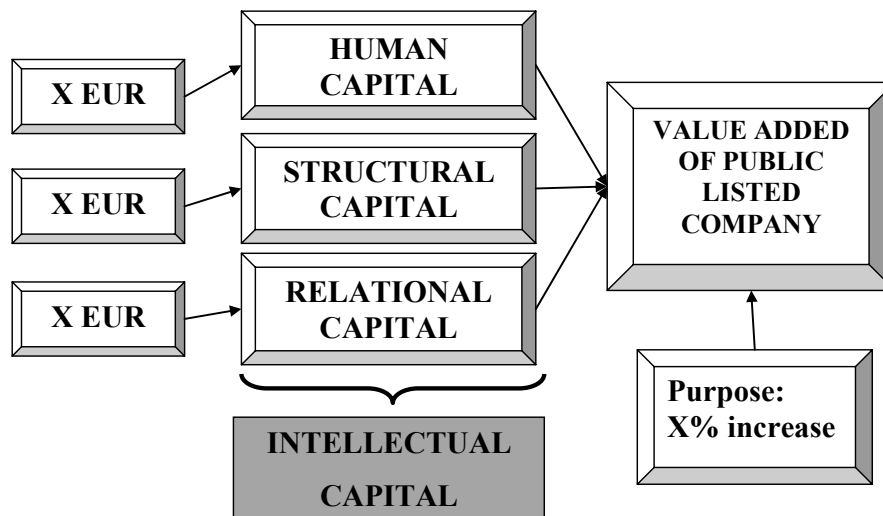 X EUR
HUMAN
CAPITAL
X EUR
STRUCTURAL
CAPITAL
X EUR
RELATIONAL
CAPITAL
INTELLECTUAL
CAPITAL
VALUE ADDED
OF PUBLIC
LISTED
COMPANY
Purpose:
X% increase